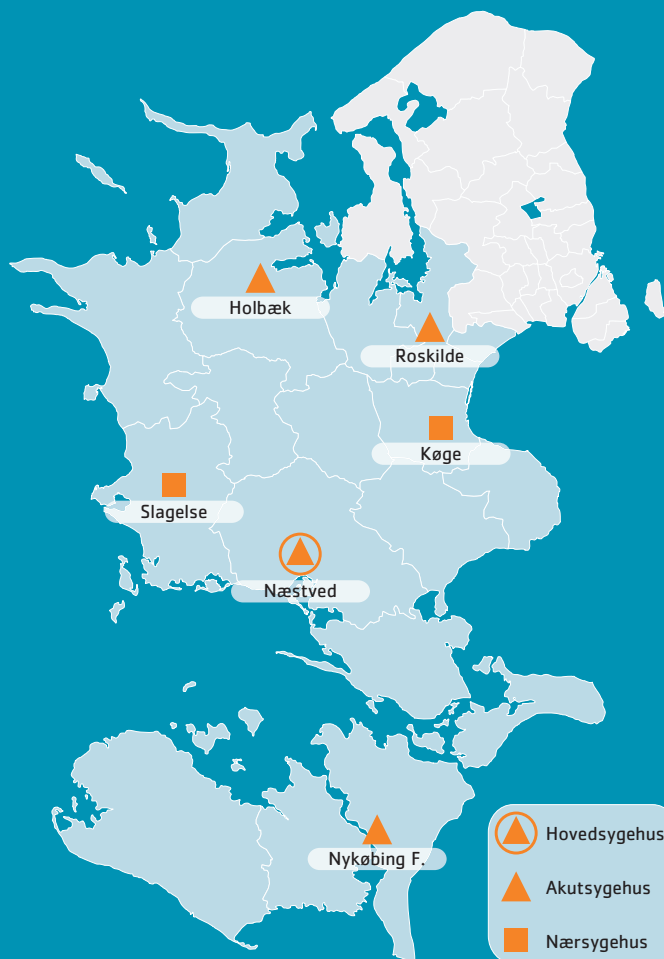 Holbæk
Roskilde
Køge
Slagelse
Næstved
Nykøbing F.
Hovedsygehus
Akutsygehus
Nærsygehus